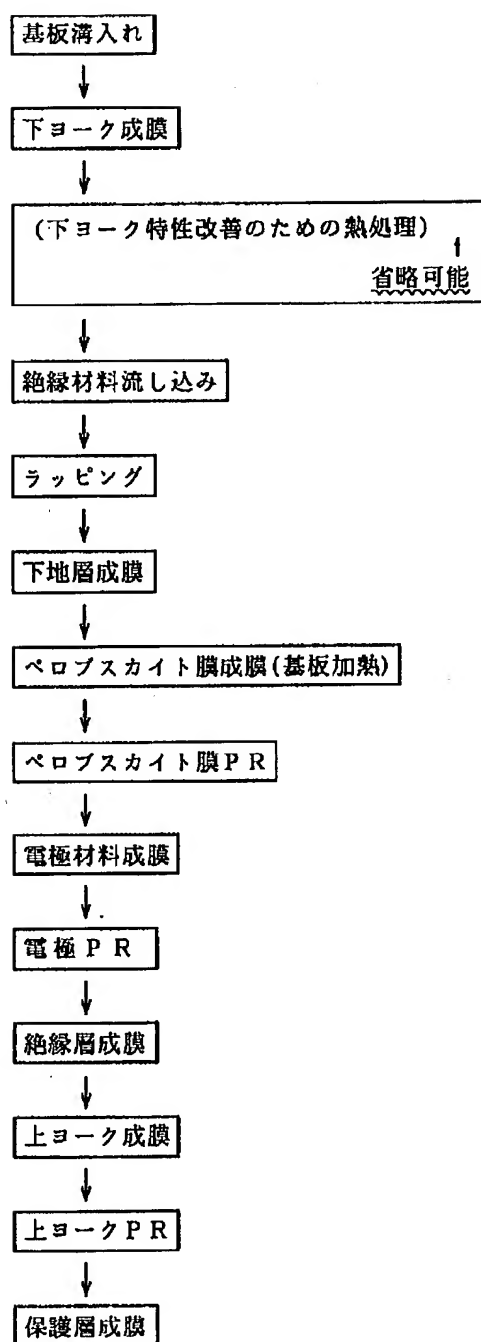 基板溝入れ
下ヨーク成膜
(下ヨーク特性改善のための熱処理)
省略可能
絶縁材料流し込み
ラッピング
下地層成膜
ペロブスカイト膜成膜(基板加熱)
ペロブスカイト膜PR
電極材料成膜
電極PR
絶縁層成膜
上ヨーク成膜
上ヨークPR
保護層成膜